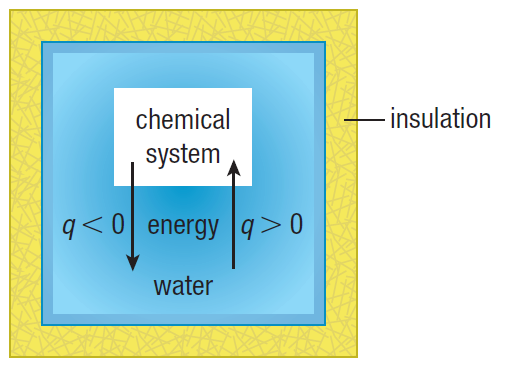 chemical
system
insulation
q < 0 energy q > 0
water